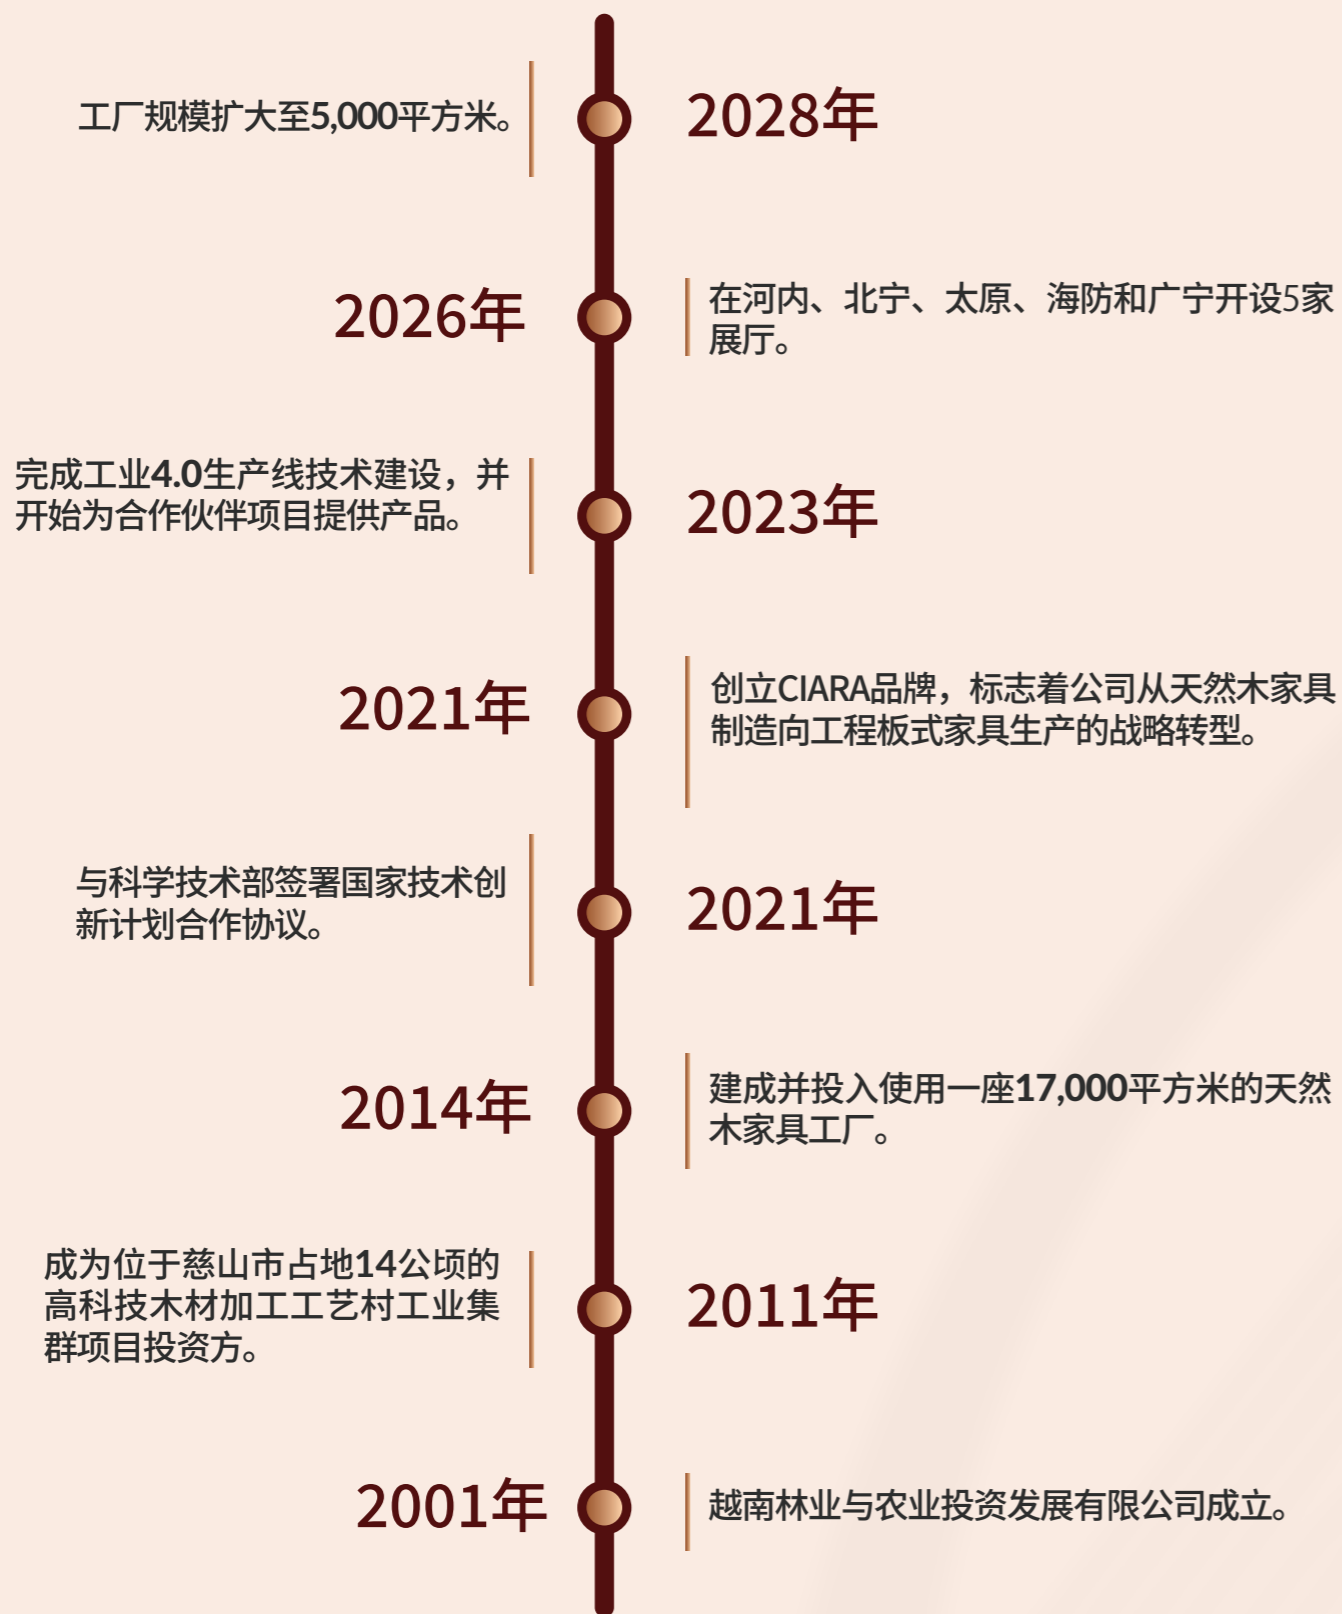 工厂规模扩大至5,000平方米。
2028年
2026年
在河内、北宁、太原、海防和广宁开设5家
展厅。
完成工业4.0生产线技术建设，并
开始为合作伙伴项目提供产品。
2023年
2021年
创立CIARA品牌，标志着公司从天然木家具
制造向工程板式家具生产的战略转型。
与科学技术部签署国家技术创
新计划合作协议。
2021年
2014年
建成并投入使用一座17,000平方米的天然
木家具工厂。
成为位于慈山市占地14公顷的
高科技木材加工工艺村工业集
群项目投资方。
2011年
2001年
越南林业与农业投资发展有限公司成立。